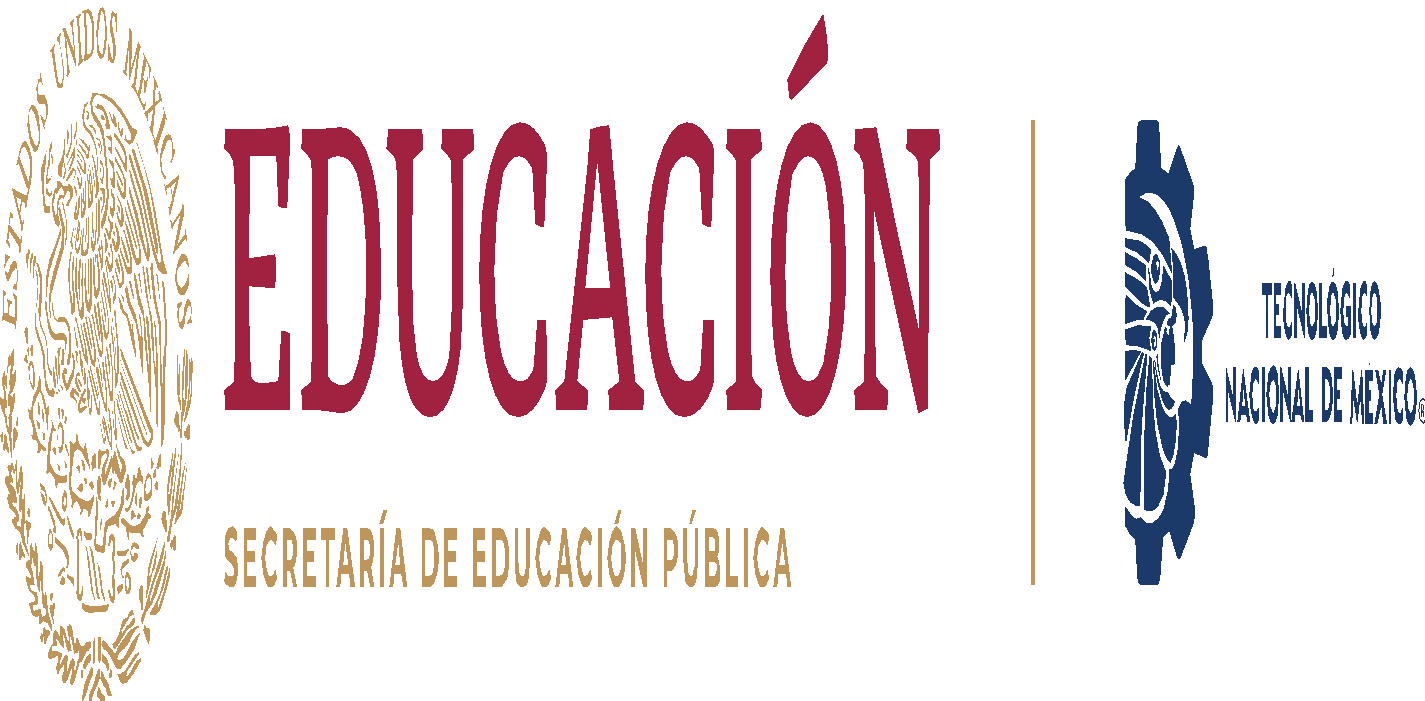 ESTADOS UNIDOS MEXICANOS
EDUCACIÓN
SECRETARÍA DE EDUCACIÓN PÚBLICA
TECNOLÓGICO
NACIONAL DE MÉXICO®